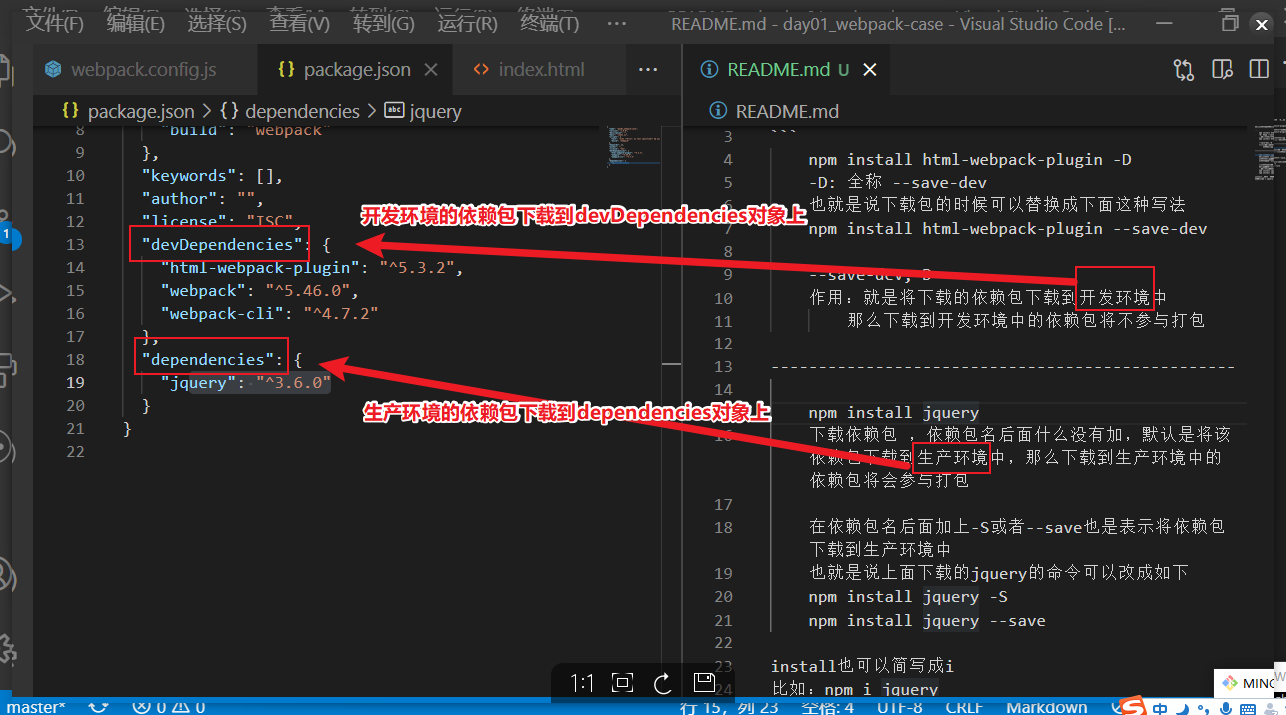 文件(F) 编辑(E) 选择(S) 查看(V) 转到(G) 运行(R) 终端(T) ··· README.md - day01_webpack-case - Visual Studio Code [...
webpack.config.js
package.json
index.html
···
package.json > {} dependencies > jquery
8 "build": "webpack"
9 },
10 "keywords": [],
11 "author": "",
12 "license": "ISC",
13 "devDependencies": {
14 "html-webpack-plugin": "^5.3.2",
15 "webpack": "^5.46.0",
16 "webpack-cli": "^4.7.2"
17 },
18 "dependencies": {
19 "jquery": "^3.6.0"
20 }
21 }
22
开发环境的依赖包下载到devDependencies对象上
生产环境的依赖包下载到dependencies对象上
README.md U
README.md
3 ```
4 npm install html-webpack-plugin -D
5 -D: 全称 --save-dev
6 也就是说下载包的时候可以替换成下面这种写法
7 npm install html-webpack-plugin --save-dev
8
9 --save-dev, D
10 作用：就是将下载的依赖包下载到开发环境中
11 那么下载到开发环境中的依赖包将不参与打包
12
13 -------------------------------------------------
14
npm install jquery
16 下载依赖包 ，依赖包名后面什么没有加，默认是将该
依赖包下载到生产环境中，那么下载到生产环境中的
依赖包将会参与打包
17
18 在依赖包名后面加上-S或者--save也是表示将依赖包
下载到生产环境中
19 也就是说上面下载的jquery的命令可以改成如下
20 npm install jquery -S
21 npm install jquery --save
22
23 install也可以简写成i
24 比如：npm i jquery
1:1
1
MING
master* 0 0 行 15，列 23 空格: 4 UTF-8 CRLF Markdown
中